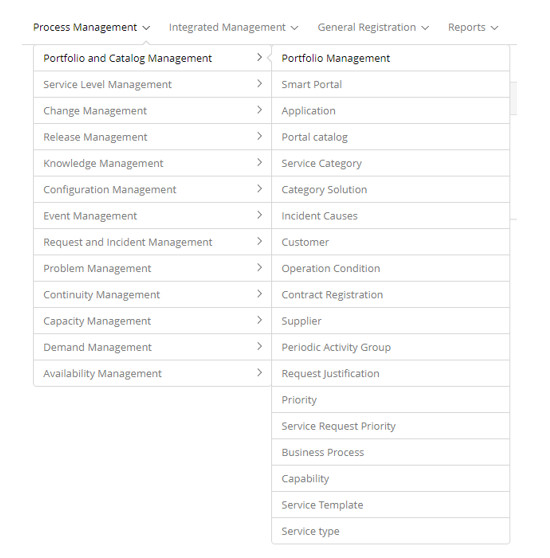 Process Management
Integrated Management
General Registration
Reports
Portfolio and Catalog Management
Service Level Management
Change Management
Release Management
Knowledge Management
Configuration Management
Event Management
Request and Incident Management
Problem Management
Continuity Management
Capacity Management
Demand Management
Availability Management
Portfolio Management
Smart Portal
Application
Portal catalog
Service Category
Category Solution
Incident Causes
Customer
Operation Condition
Contract Registration
Supplier
Periodic Activity Group
Request Justification
Priority
Service Request Priority
Business Process
Capability
Service Template
Service type